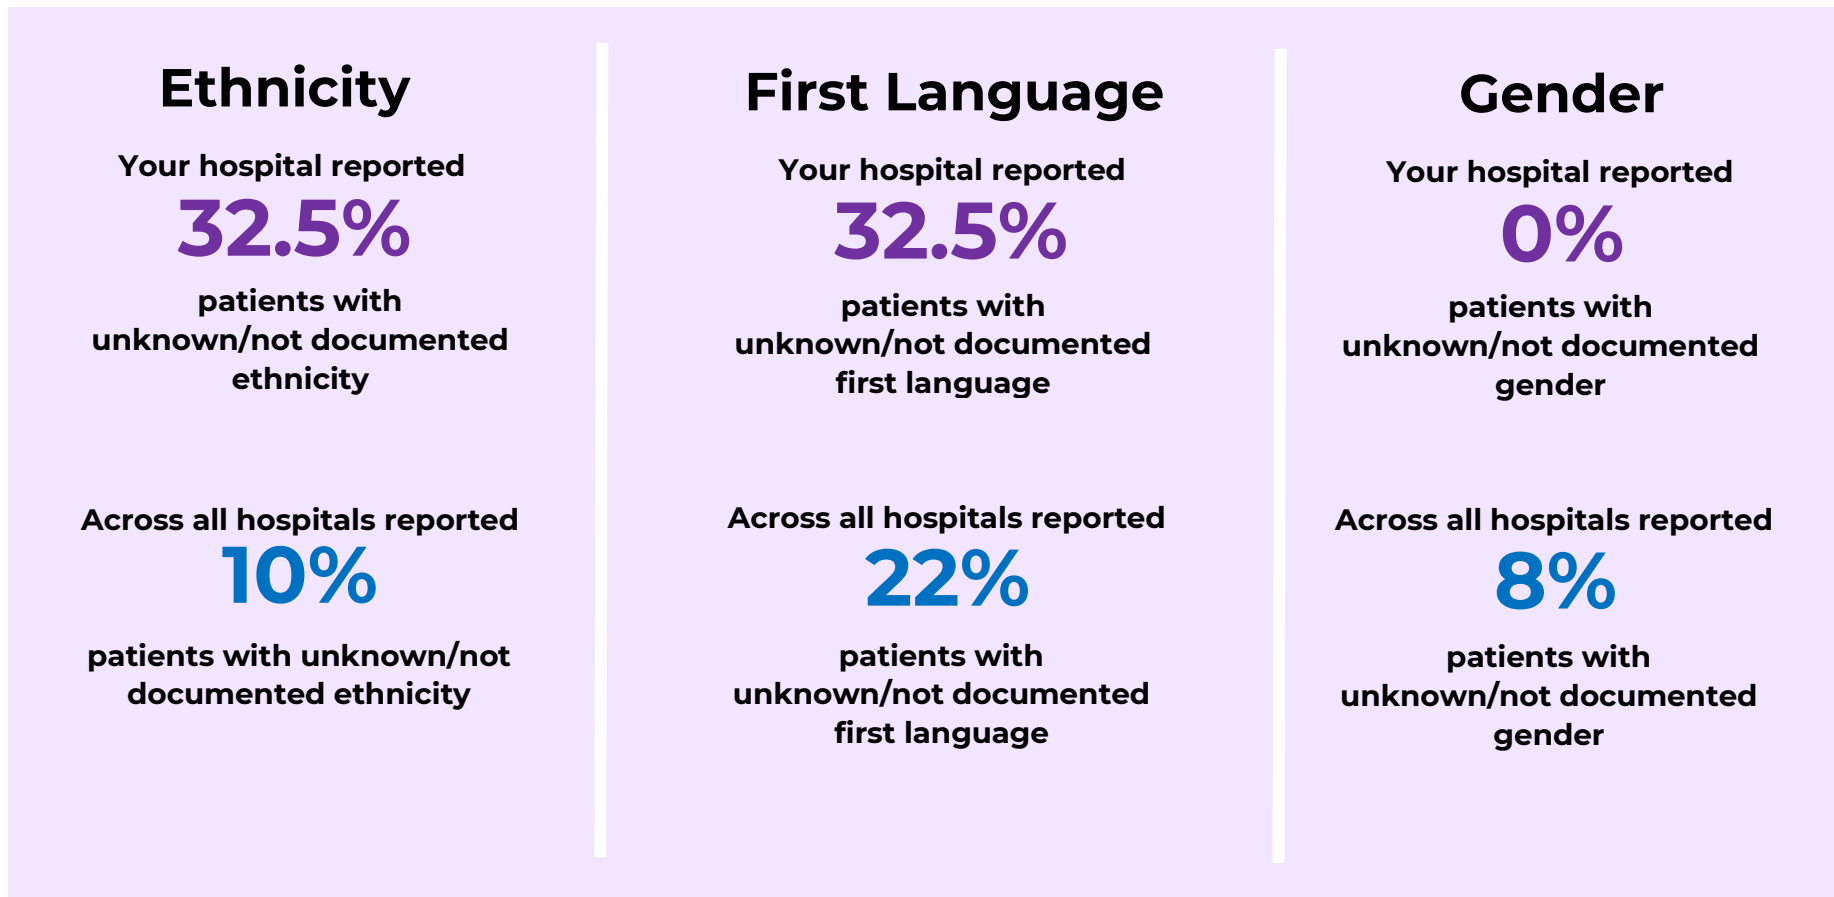 Ethnicity
Your hospital reported
32.5%
patients with
unknown/not documented
ethnicity
Across all hospitals reported
10%
patients with unknown/not
documented ethnicity
First Language
Your hospital reported
32.5%
patients with
unknown/not documented
first language
Across all hospitals reported
22%
patients with
unknown/not documented
first language
Gender
Your hospital reported
0%
patients with
unknown/not documented
gender
Across all hospitals reported
8%
patients with
unknown/not documented
gender